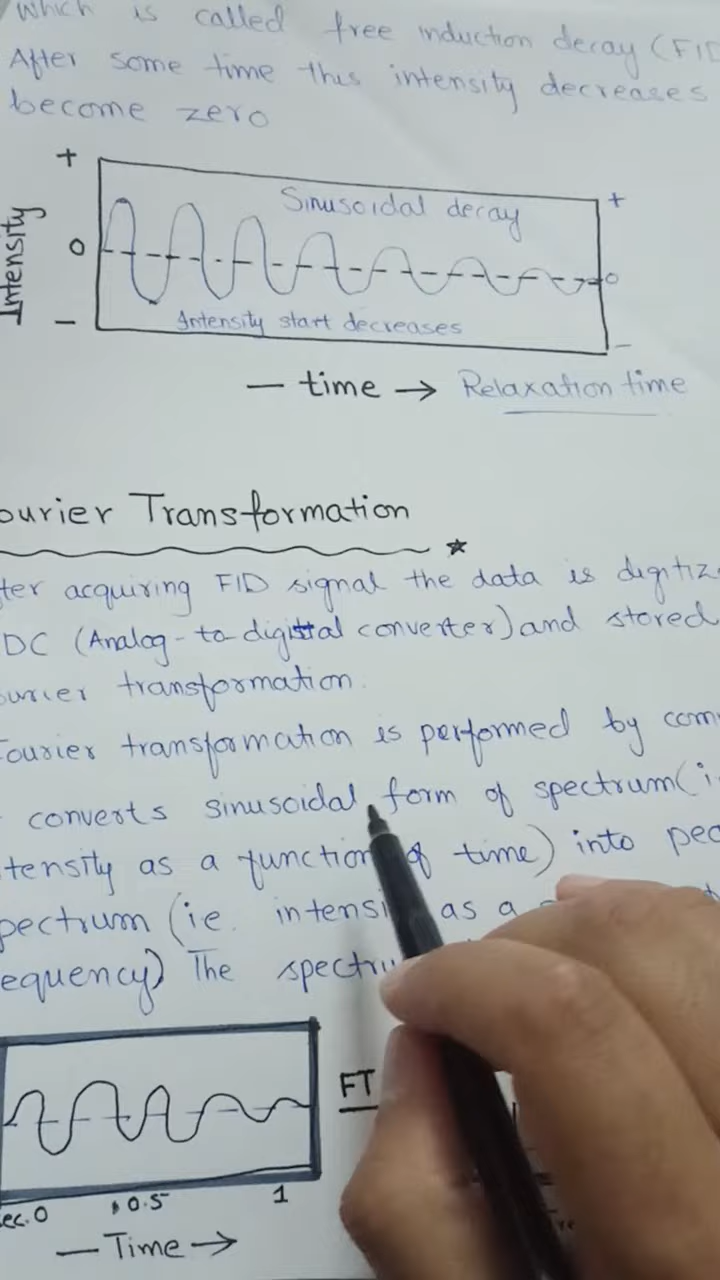 which is called free induction decay (FID
After some time this intensity decreases
become zero
+
Sinusoidal decay
+
Intensity
0
0
Intensity start decreases
–
–
— time → Relaxation time
ourier Transformation
ter acquiring FID signal the data is digitiz
DC (Analog-to-digital converter) and stored
ourier transformation.
Fourier transformation is performed by com
converts sinusoidal form of spectrum (i.
tensity as a function of time) into pea
pectrum (ie. intensi as a
equency) The spectru
FT
ec. 0 0.5 1
— Time →